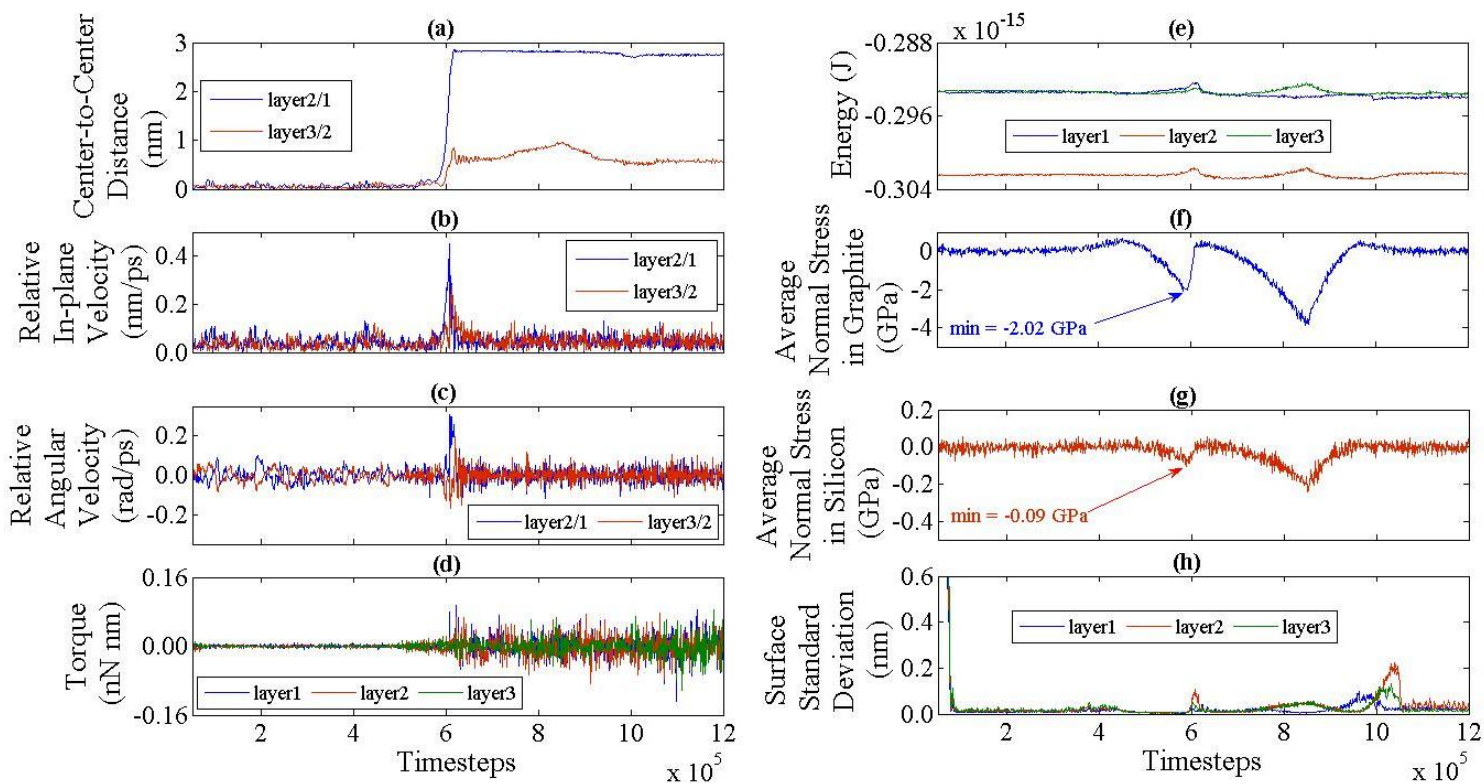 (a)
Center-to-Center
Distance
(nm)
3
2
1
0
layer2/1
layer3/2
(b)
Relative
In-plane
Velocity
(nm/ps)
0.4
0.2
0.0
layer2/1
layer3/2
(c)
Relative
Angular
Velocity
(rad/ps)
0.2
0.0
-0.2
layer2/1
layer3/2
(d)
Torque
(nN nm)
0.16
0.00
-0.16
layer1
layer2
layer3
2
4
6
8
10
12
Timesteps
x 10^5
(e)
x 10^-15
Energy (J)
-0.288
-0.296
-0.304
layer1
layer2
layer3
(f)
Average
Normal Stress
in Graphite
(GPa)
0
-2
-4
min = -2.02 GPa
(g)
Average
Normal Stress
in Silicon
(GPa)
0.2
0.0
-0.2
-0.4
min = -0.09 GPa
(h)
Surface
Standard
Deviation
(nm)
0.6
0.4
0.2
0.0
layer1
layer2
layer3
2
4
6
8
10
12
Timesteps
x 10^5